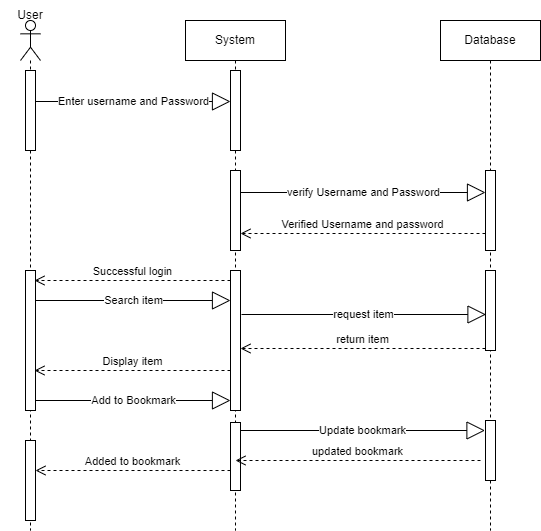 User
System
Database
Enter username and Password
verify Username and Password
Verified Username and password
Successful login
Search item
request item
return item
Display item
Add to Bookmark
Update bookmark
updated bookmark
Added to bookmark